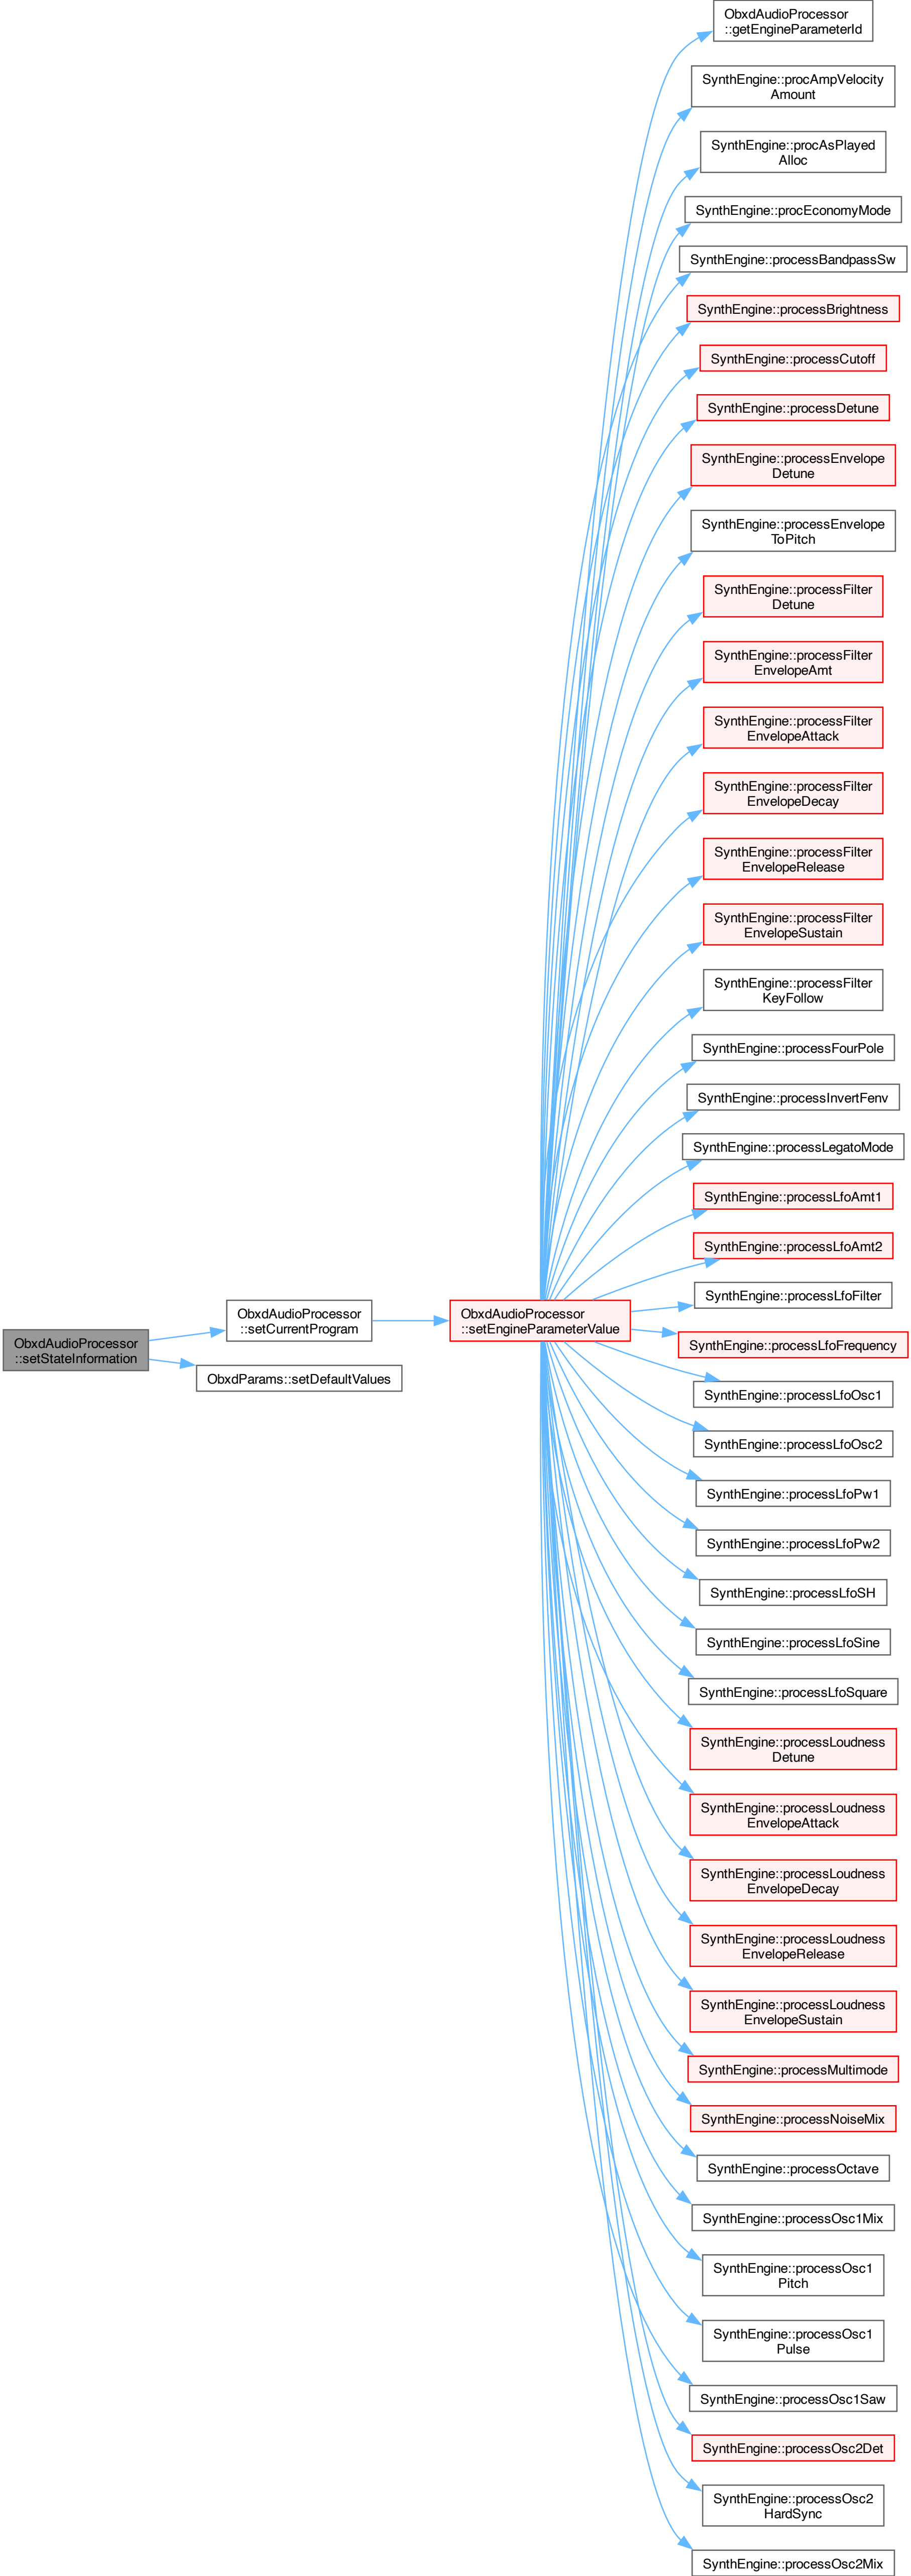 ObxdAudioProcessor
::setStateInformation
ObxdAudioProcessor
::setCurrentProgram
ObxdParams::setDefaultValues
ObxdAudioProcessor
::setEngineParameterValue
ObxdAudioProcessor
::getEngineParameterId
SynthEngine::procAmpVelocity
Amount
SynthEngine::procAsPlayed
Alloc
SynthEngine::procEconomyMode
SynthEngine::processBandpassSw
SynthEngine::processBrightness
SynthEngine::processCutoff
SynthEngine::processDetune
SynthEngine::processEnvelope
Detune
SynthEngine::processEnvelope
ToPitch
SynthEngine::processFilter
Detune
SynthEngine::processFilter
EnvelopeAmt
SynthEngine::processFilter
EnvelopeAttack
SynthEngine::processFilter
EnvelopeDecay
SynthEngine::processFilter
EnvelopeRelease
SynthEngine::processFilter
EnvelopeSustain
SynthEngine::processFilter
KeyFollow
SynthEngine::processFourPole
SynthEngine::processInvertFenv
SynthEngine::processLegatoMode
SynthEngine::processLfoAmt1
SynthEngine::processLfoAmt2
SynthEngine::processLfoFilter
SynthEngine::processLfoFrequency
SynthEngine::processLfoOsc1
SynthEngine::processLfoOsc2
SynthEngine::processLfoPw1
SynthEngine::processLfoPw2
SynthEngine::processLfoSH
SynthEngine::processLfoSine
SynthEngine::processLfoSquare
SynthEngine::processLoudness
Detune
SynthEngine::processLoudness
EnvelopeAttack
SynthEngine::processLoudness
EnvelopeDecay
SynthEngine::processLoudness
EnvelopeRelease
SynthEngine::processLoudness
EnvelopeSustain
SynthEngine::processMultimode
SynthEngine::processNoiseMix
SynthEngine::processOctave
SynthEngine::processOsc1Mix
SynthEngine::processOsc1
Pitch
SynthEngine::processOsc1
Pulse
SynthEngine::processOsc1Saw
SynthEngine::processOsc2Det
SynthEngine::processOsc2
HardSync
SynthEngine::processOsc2Mix